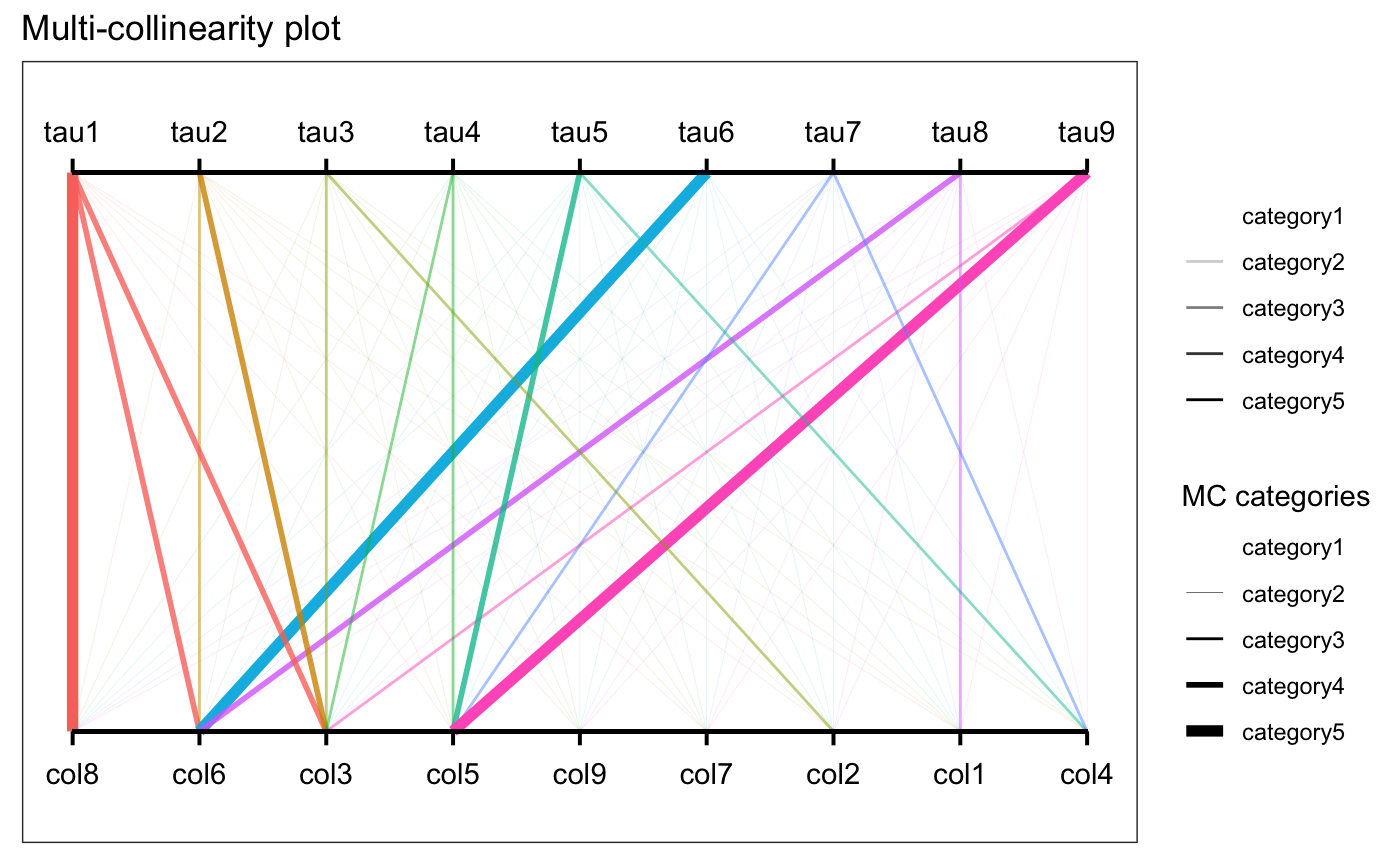 Multi-collinearity plot
tau1 tau2 tau3 tau4 tau5 tau6 tau7 tau8 tau9
col8 col6 col3 col5 col9 col7 col2 col1 col4
category1
category2
category3
category4
category5
MC categories
category1
category2
category3
category4
category5